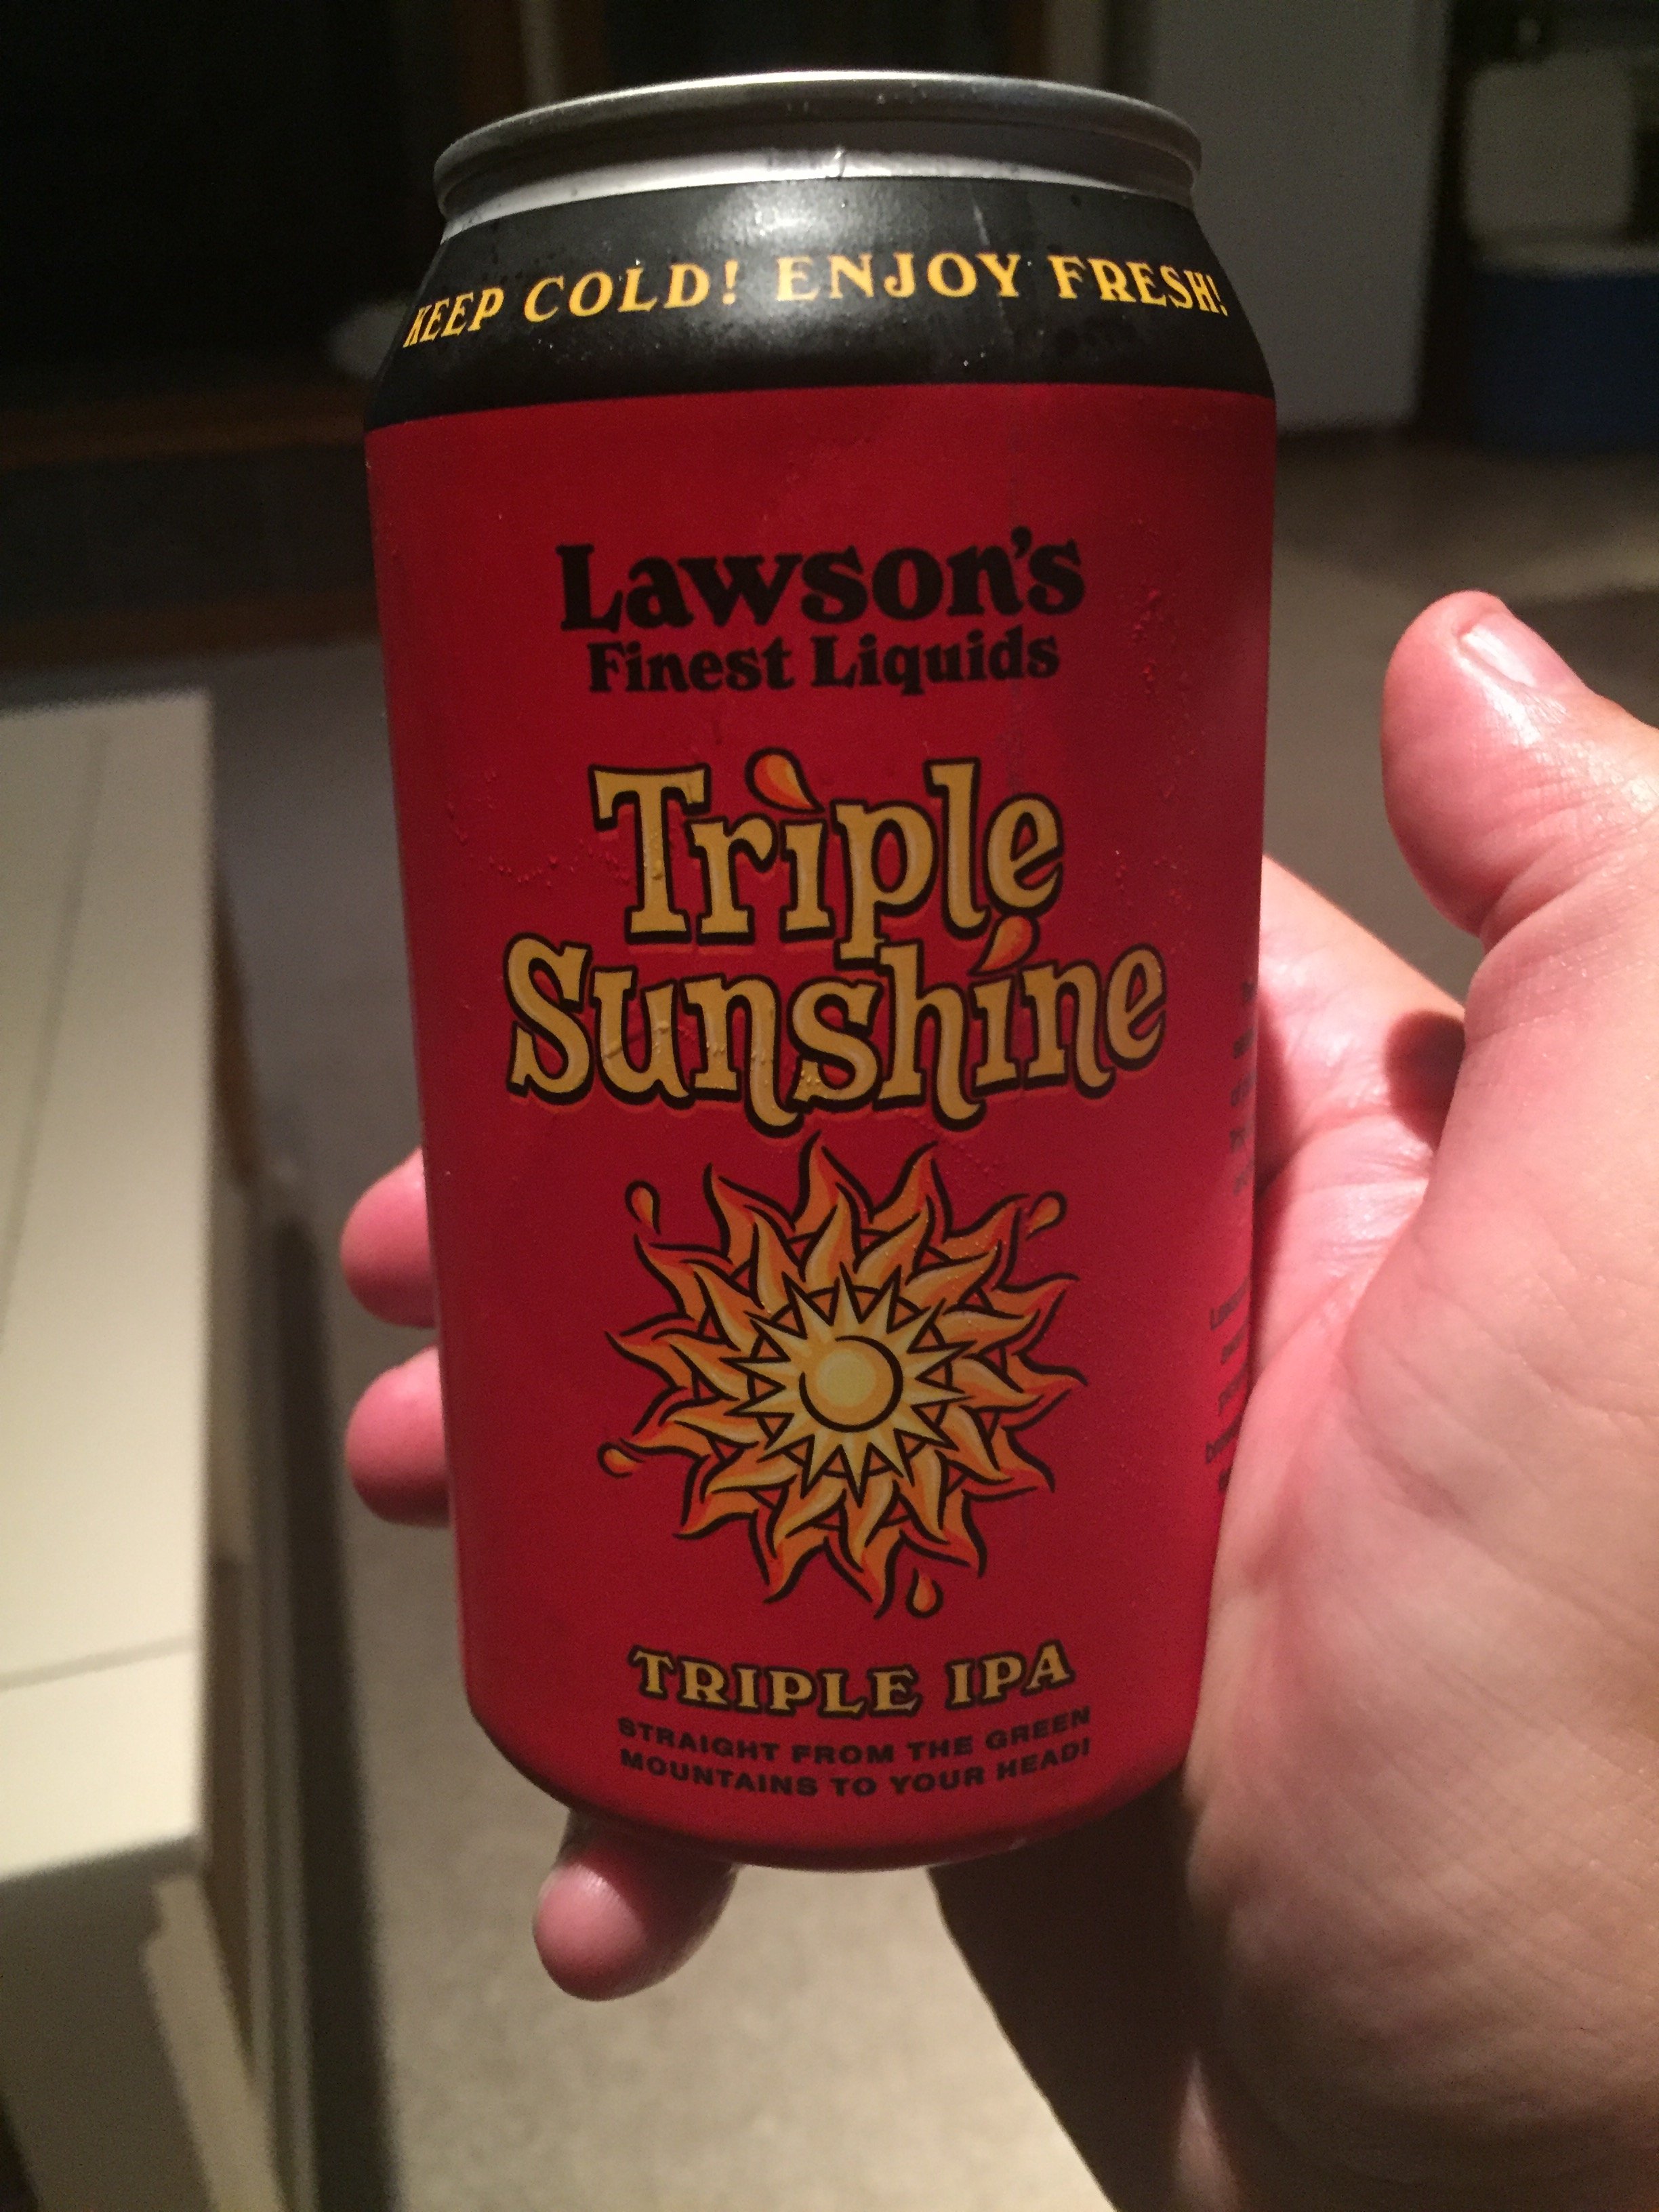 KEEP COLD! ENJOY FRESH!
Lawson's
Finest Liquids
Triple
Sunshine
TRIPLE IPA
STRAIGHT FROM THE GREEN
MOUNTAINS TO YOUR HEAD!